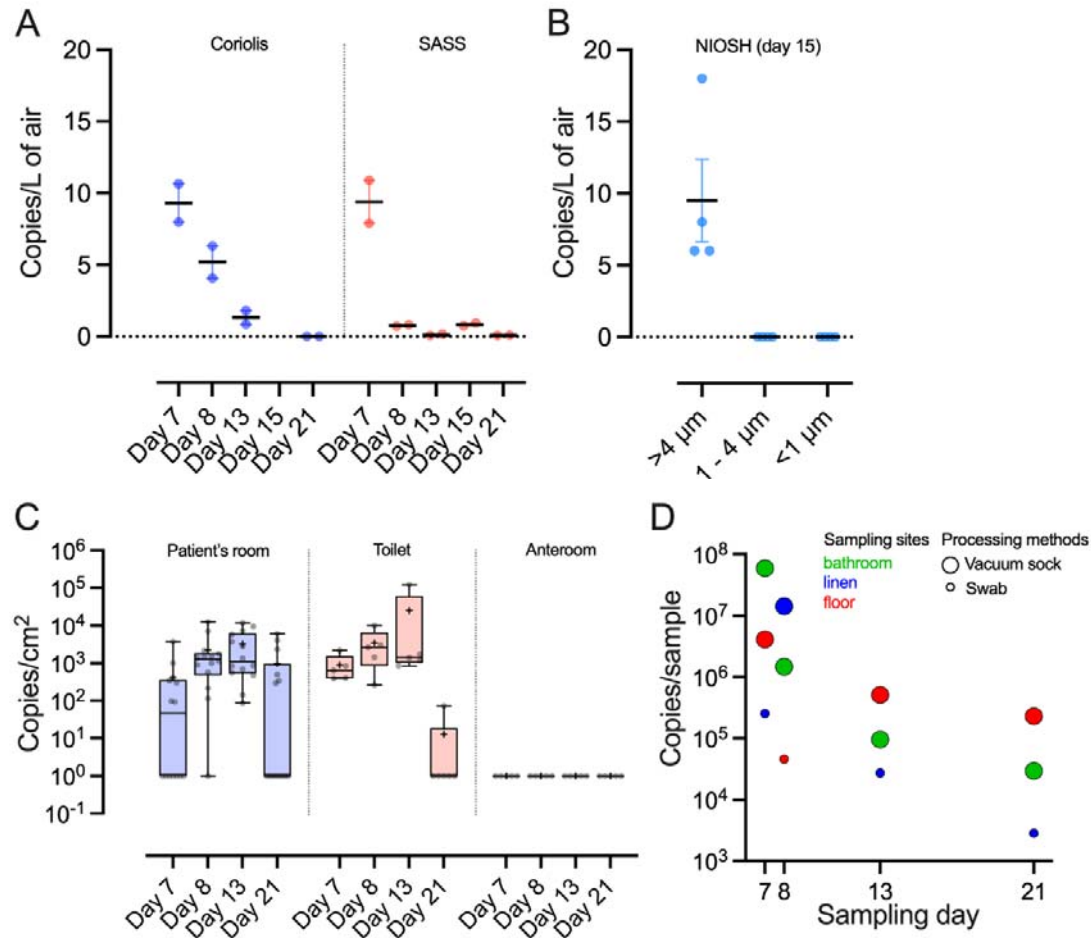 A
Coriolis
SASS
Copies/L of air
20
15
10
5
0
Day 7
Day 8
Day 13
Day 15
Day 21
Day 7
Day 8
Day 13
Day 15
Day 21
B
NIOSH (day 15)
Copies/L of air
20
15
10
5
0
>4 µm
1 - 4 µm
<1 µm
C
Patient's room
Toilet
Anteroom
Copies/cm²
10⁶
10⁵
10⁴
10³
10²
10¹
10⁰
10⁻¹
Day 7
Day 8
Day 13
Day 21
Day 7
Day 8
Day 13
Day 21
Day 7
Day 8
Day 13
Day 21
D
Sampling sites
bathroom
linen
floor
Processing methods
Vacuum sock
Swab
Copies/sample
10⁸
10⁷
10⁶
10⁵
10⁴
10³
7 8 13 21
Sampling day